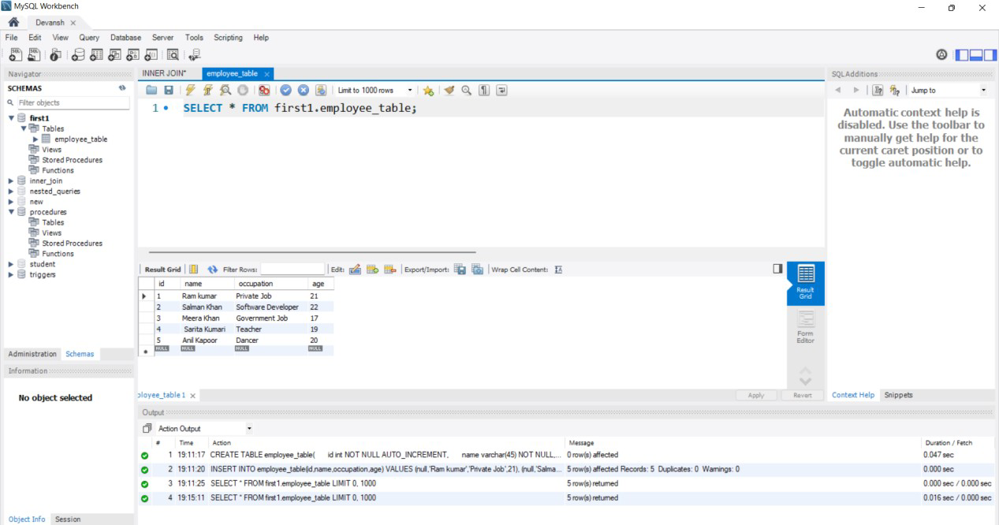 MySQL Workbench
Devansh
File Edit View Query Database Server Tools Scripting Help
Navigator
SCHEMAS
Filter objects
first1
Tables
employee_table
Views
Stored Procedures
Functions
inner_join
nested_queries
new
procedures
Tables
Views
Stored Procedures
Functions
student
triggers
Administration Schemas
Information
No object selected
Object Info Session
INNER JOIN* employee_table
Limit to 1000 rows
1 SELECT * FROM first1.employee_table;
Result Grid Filter Rows: Edit: Export/Import: Wrap Cell Content:
id name occupation age
1 Ram kumar Private Job 21
2 Salman Khan Software Developer 22
3 Meera Khan Government Job 17
4 Sarita Kumari Teacher 19
5 Anil Kapoor Dancer 20
NULL NULL NULL NULL
Result
Grid
Form
Editor
ployee_table 1
Apply Revert
SQLAdditions
Jump to
Automatic context help is
disabled. Use the toolbar to
manually get help for the
current caret position or to
toggle automatic help.
Context Help Snippets
Output
Action Output
# Time Action Message Duration / Fetch
1 19:11:17 CREATE TABLE employee_table( id int NOT NULL AUTO_INCREMENT, name varchar(45) NOT NULL,... 0 row(s) affected 0.047 sec
2 19:11:20 INSERT INTO employee_table(id,name,occupation,age) VALUES (null,'Ram kumar','Private Job',21), (null,'Salma... 5 row(s) affected Records: 5 Duplicates: 0 Warnings: 0 0.000 sec
3 19:11:25 SELECT * FROM first1.employee_table LIMIT 0, 1000 5 row(s) returned 0.000 sec / 0.000 sec
4 19:15:11 SELECT * FROM first1.employee_table LIMIT 0, 1000 5 row(s) returned 0.016 sec / 0.000 sec